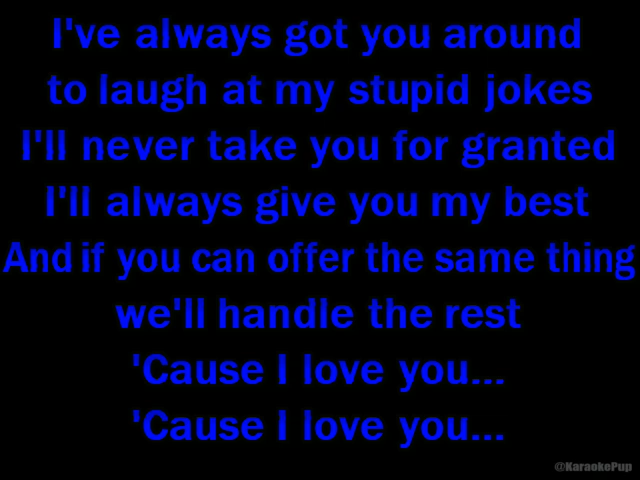 I've always got you around
to laugh at my stupid jokes
I'll never take you for granted
I'll always give you my best
And if you can offer the same thing
we'll handle the rest
'Cause I love you...
'Cause I love you...
@KaraokePup